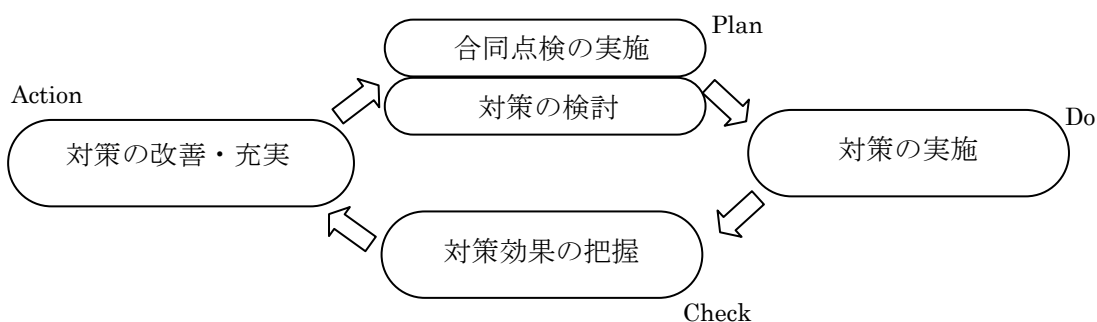 合同点検の実施
Plan
対策の検討
Action
対策の改善・充実
対策の実施
Do
対策効果の把握
Check